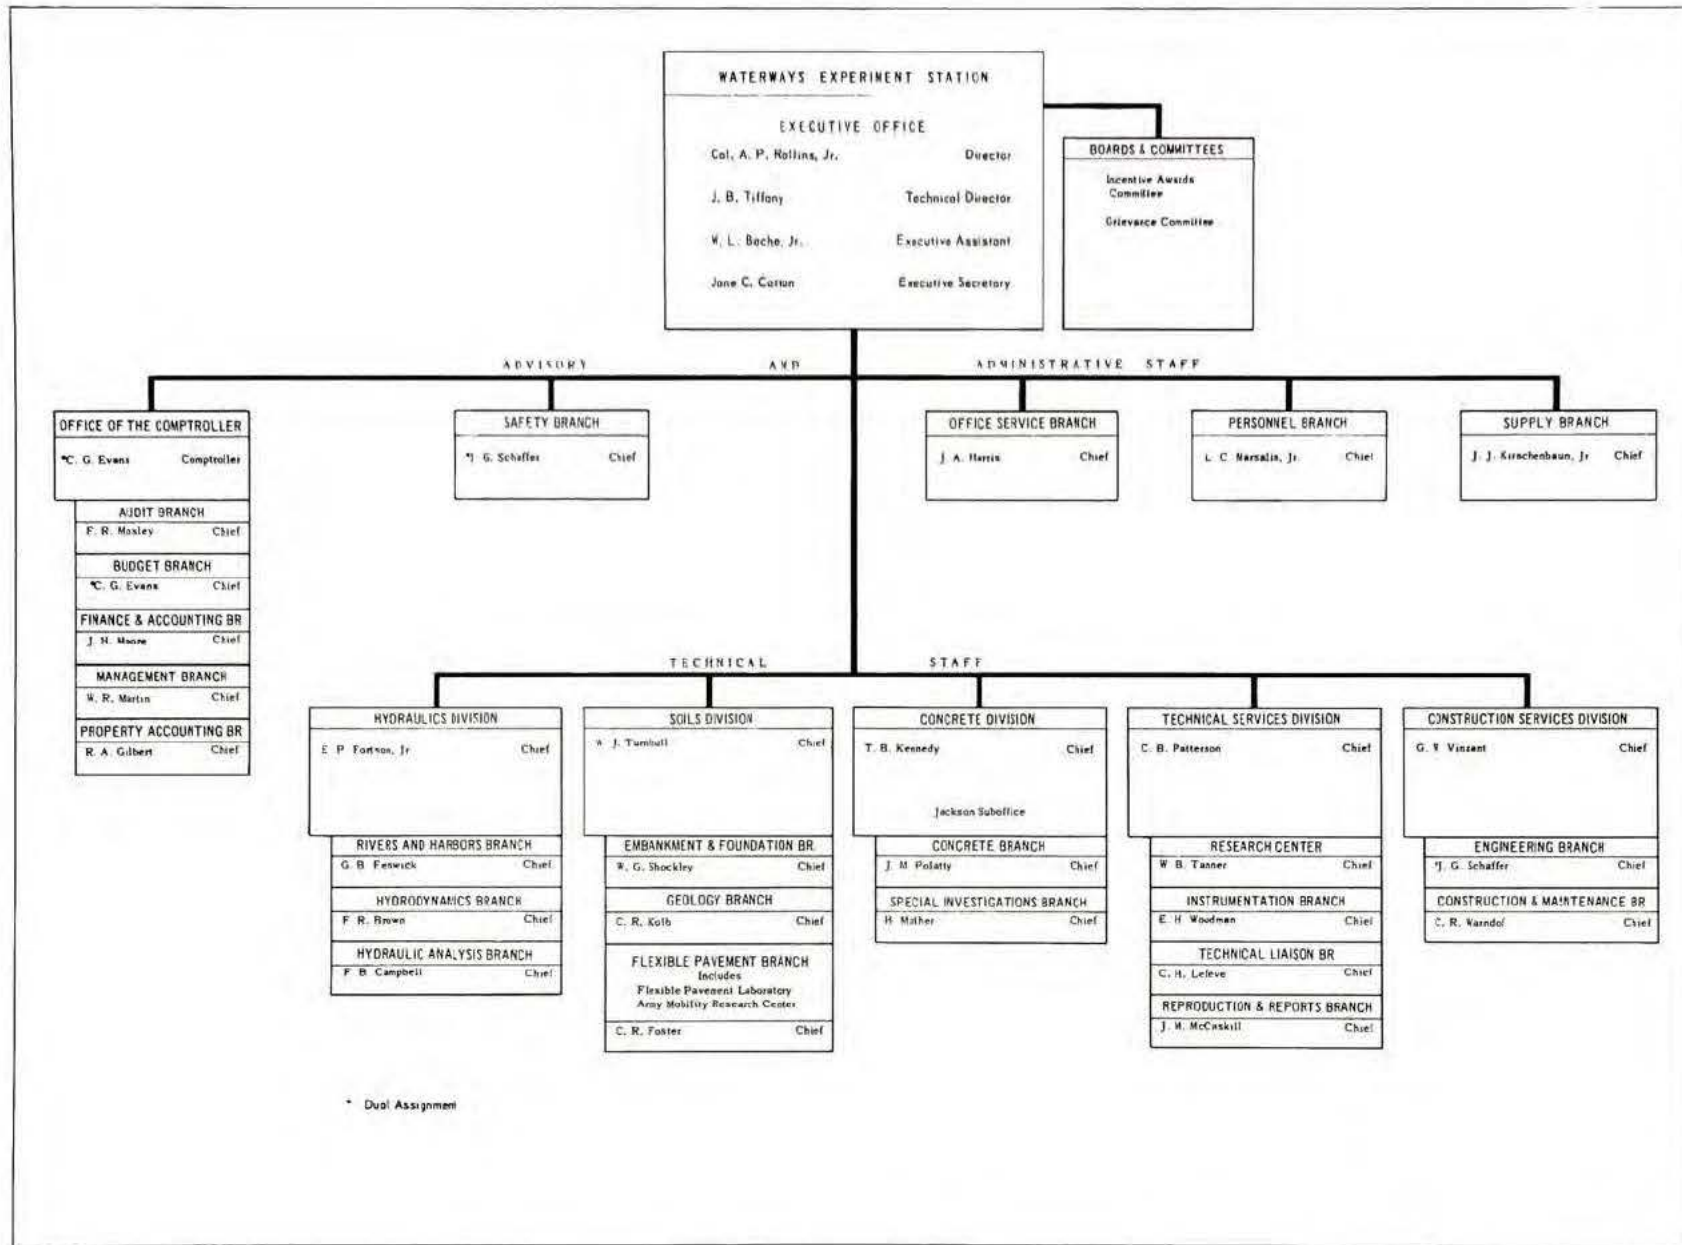 WATERWAYS EXPERIMENT STATION
EXECUTIVE OFFICE
Col. A. P. Rollins, Jr. Director
J. B. Tiffany Technical Director
W. L. Bache, Jr. Executive Assistant
Jane C. Cotton Executive Secretary
BOARDS & COMMITTEES
Incentive Awards
Committee
Grievance Committee
ADVISORY AND ADMINISTRATIVE STAFF
OFFICE OF THE COMPTROLLER
*C. G. Evans Comptroller
AUDIT BRANCH
F. R. Moxley Chief
BUDGET BRANCH
*C. G. Evans Chief
FINANCE & ACCOUNTING BR
J. H. Moore Chief
MANAGEMENT BRANCH
W. R. Martin Chief
PROPERTY ACCOUNTING BR
R. A. Gilbert Chief
SAFETY BRANCH
*J. G. Schaffer Chief
OFFICE SERVICE BRANCH
J. A. Harris Chief
PERSONNEL BRANCH
L. C. Marsalis, Jr. Chief
SUPPLY BRANCH
J. J. Kirschenbaum, Jr Chief
TECHNICAL STAFF
HYDRAULICS DIVISION
E. P. Fortson, Jr Chief
RIVERS AND HARBORS BRANCH
G. B. Fenwick Chief
HYDRODYNAMICS BRANCH
F. R. Brown Chief
HYDRAULIC ANALYSIS BRANCH
F. B. Campbell Chief
SOILS DIVISION
W. J. Turnbull Chief
EMBANKMENT & FOUNDATION BR.
W. G. Shockley Chief
GEOLOGY BRANCH
C. R. Kolb Chief
FLEXIBLE PAVEMENT BRANCH
Includes
Flexible Pavement Laboratory
Army Mobility Research Center
C. R. Foster Chief
CONCRETE DIVISION
T. B. Kennedy Chief
Jackson Suboffice
CONCRETE BRANCH
J. M. Polatty Chief
SPECIAL INVESTIGATIONS BRANCH
H. Mather Chief
TECHNICAL SERVICES DIVISION
C. B. Patterson Chief
RESEARCH CENTER
W. B. Tanner Chief
INSTRUMENTATION BRANCH
E. H. Woodman Chief
TECHNICAL LIAISON BR
C. H. Chief
REPRODUCTION & REPORTS BRANCH
J. W. McCaskill Chief
CONSTRUCTION SERVICES DIVISION
G. W. Vinzant Chief
ENGINEERING BRANCH
*J. G. Schaffer Chief
CONSTRUCTION & MAINTENANCE BR
C. R. Chief
* Dual Assignment